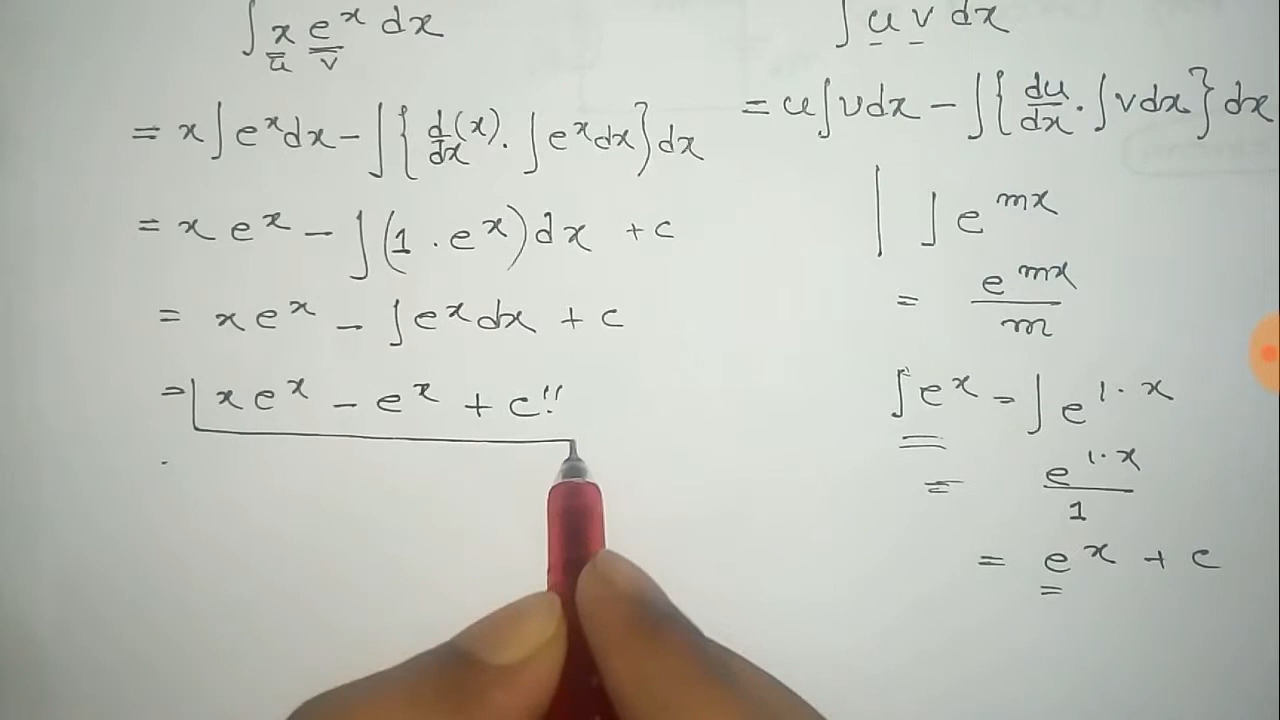 ∫ x e^x dx
u v
= x ∫ e^x dx − ∫ { d/dx (x) . ∫ e^x dx } dx
= x e^x − ∫ (1 . e^x) dx + c
= x e^x − ∫ e^x dx + c
= x e^x − e^x + c!!
∫ u v dx
= u ∫ v dx − ∫ { du/dx . ∫ v dx } dx
∫ e^mx
= e^mx / m
∫ e^x = ∫ e^1.x
= e^1.x / 1
= e^x + c